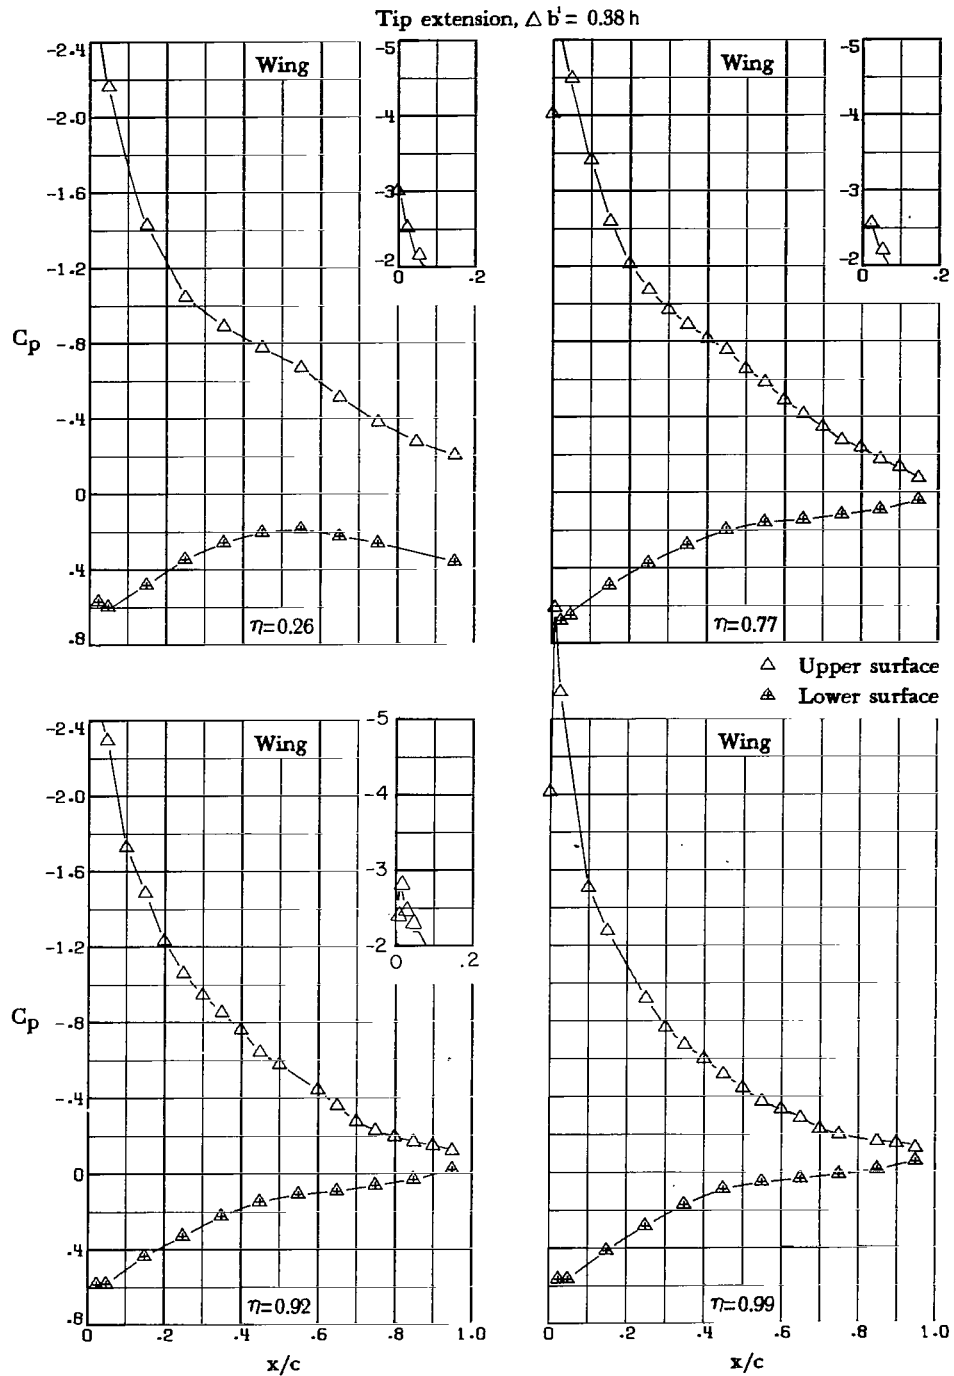 Tip extension, Δ b' = 0.38 h
-2.4
-2.0
-1.6
-1.2
-.8
-.4
0
.4
.8
Cp
Wing
η=0.26
-5
-4
-3
-2
0 .2
Wing
η=0.77
-5
-4
-3
-2
0 .2
△ Upper surface
Lower surface
-2.4
-2.0
-1.6
-1.2
-.8
-.4
0
.4
.8
Cp
Wing
η=0.92
-5
-4
-3
-2
0 .2
0 .2 .4 .6 .8 1.0
x/c
Wing
η=0.99
0 .2 .4 .6 .8 1.0
x/c